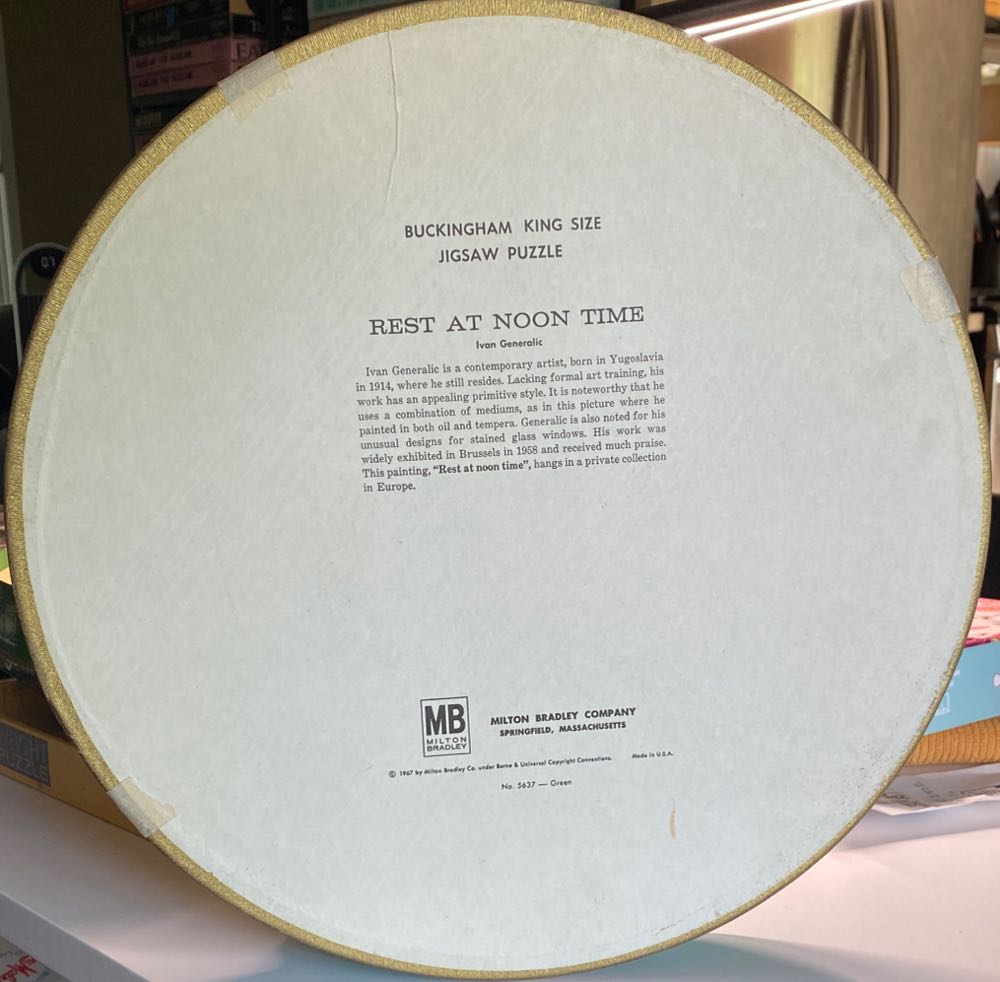 BUCKINGHAM KING SIZE
JIGSAW PUZZLE
REST AT NOON TIME
Ivan Generalic
Ivan Generalic is a contemporary artist, born in Yugoslavia
in 1914, where he still resides. Lacking formal art training, his
work has an appealing primitive style. It is noteworthy that he
uses a combination of mediums, as in this picture where he
painted in both oil and tempera. Generalic is also noted for his
unusual designs for stained glass windows. His work was
widely exhibited in Brussels in 1958 and received much praise.
This painting, "Rest at noon time", hangs in a private collection
in Europe.
MB
MILTON
BRADLEY
MILTON BRADLEY COMPANY
SPRINGFIELD, MASSACHUSETTS
© 1967 by Milton Bradley Co. under Berne & Universal Copyright Conventions. Made in U.S.A.
No. 5637 — Green
PUZZLE